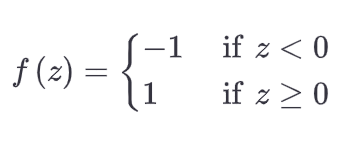 f (z) = { −1 if z < 0
1 if z ≥ 0